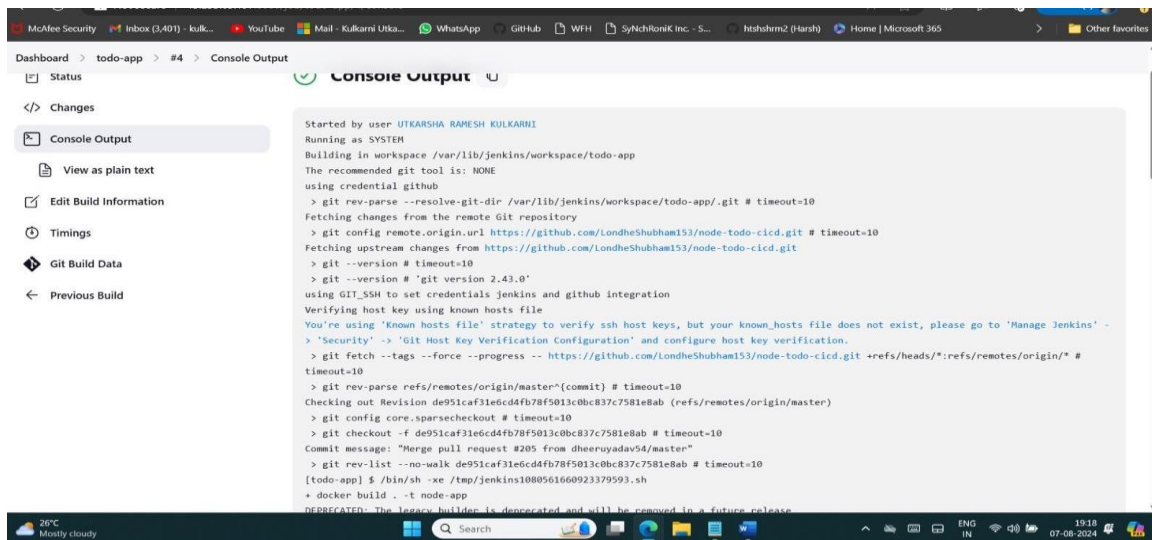 McAfee Security
Inbox (3,401) - kulk...
YouTube
Mail - Kulkarni Utka...
WhatsApp
GitHub
WFH
SyNchRoniK Inc. - S...
htshshrm2 (Harsh)
Home | Microsoft 365
Other favorites
Dashboard > todo-app > #4 > Console Output
Status
Changes
Console Output
View as plain text
Edit Build Information
Timings
Git Build Data
Previous Build
Console Output
Started by user UTKARSHA RAMESH KULKARNI
Running as SYSTEM
Building in workspace /var/lib/jenkins/workspace/todo-app
The recommended git tool is: NONE
using credential github
> git rev-parse --resolve-git-dir /var/lib/jenkins/workspace/todo-app/.git # timeout=10
Fetching changes from the remote Git repository
> git config remote.origin.url https://github.com/LondheShubham153/node-todo-cicd.git # timeout=10
Fetching upstream changes from https://github.com/LondheShubham153/node-todo-cicd.git
> git --version # timeout=10
> git --version # 'git version 2.43.0'
using GIT_SSH to set credentials jenkins and github integration
Verifying host key using known hosts file
You're using 'Known hosts file' strategy to verify ssh host keys, but your known_hosts file does not exist, please go to 'Manage Jenkins' -
> 'Security' -> 'Git Host Key Verification Configuration' and configure host key verification.
> git fetch --tags --force --progress -- https://github.com/LondheShubham153/node-todo-cicd.git +refs/heads/*:refs/remotes/origin/* #
timeout=10
> git rev-parse refs/remotes/origin/master^{commit} # timeout=10
Checking out Revision de951caf31e6cd4fb78f5013c0bc837c7581e8ab (refs/remotes/origin/master)
> git config core.sparsecheckout # timeout=10
> git checkout -f de951caf31e6cd4fb78f5013c0bc837c7581e8ab # timeout=10
Commit message: "Merge pull request #205 from dheeruyadav54/master"
> git rev-list --no-walk de951caf31e6cd4fb78f5013c0bc837c7581e8ab # timeout=10
[todo-app] $ /bin/sh -xe /tmp/jenkins1080561660923379593.sh
+ docker build . -t node-app
DEPRECATED: The legacy builder is deprecated and will be removed in a future release
26°C
Mostly cloudy
Search
ENG
IN
19:18
07-08-2024